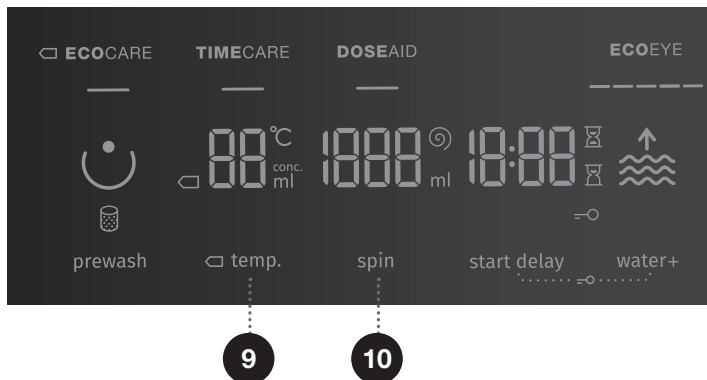 ECOCARE TIMECARE DOSEAID ECOEYE
88 °C 1888 18:88
conc.
ml ml
prewash temp. spin start delay water+
9 10